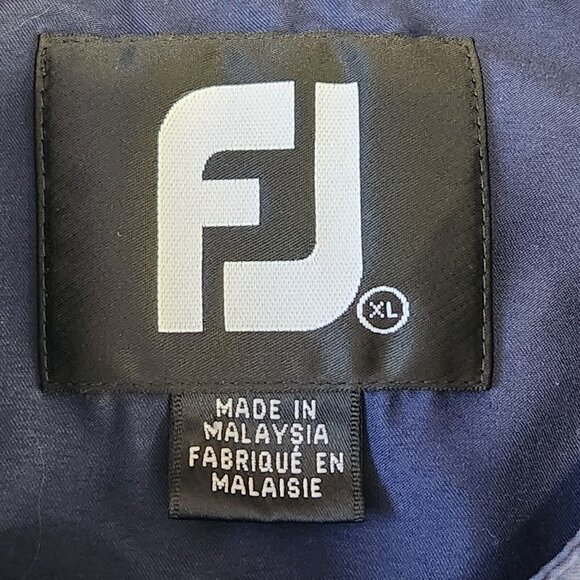 FJ
XL
MADE IN
MALAYSIA
FABRIQUÉ EN
MALAISIE